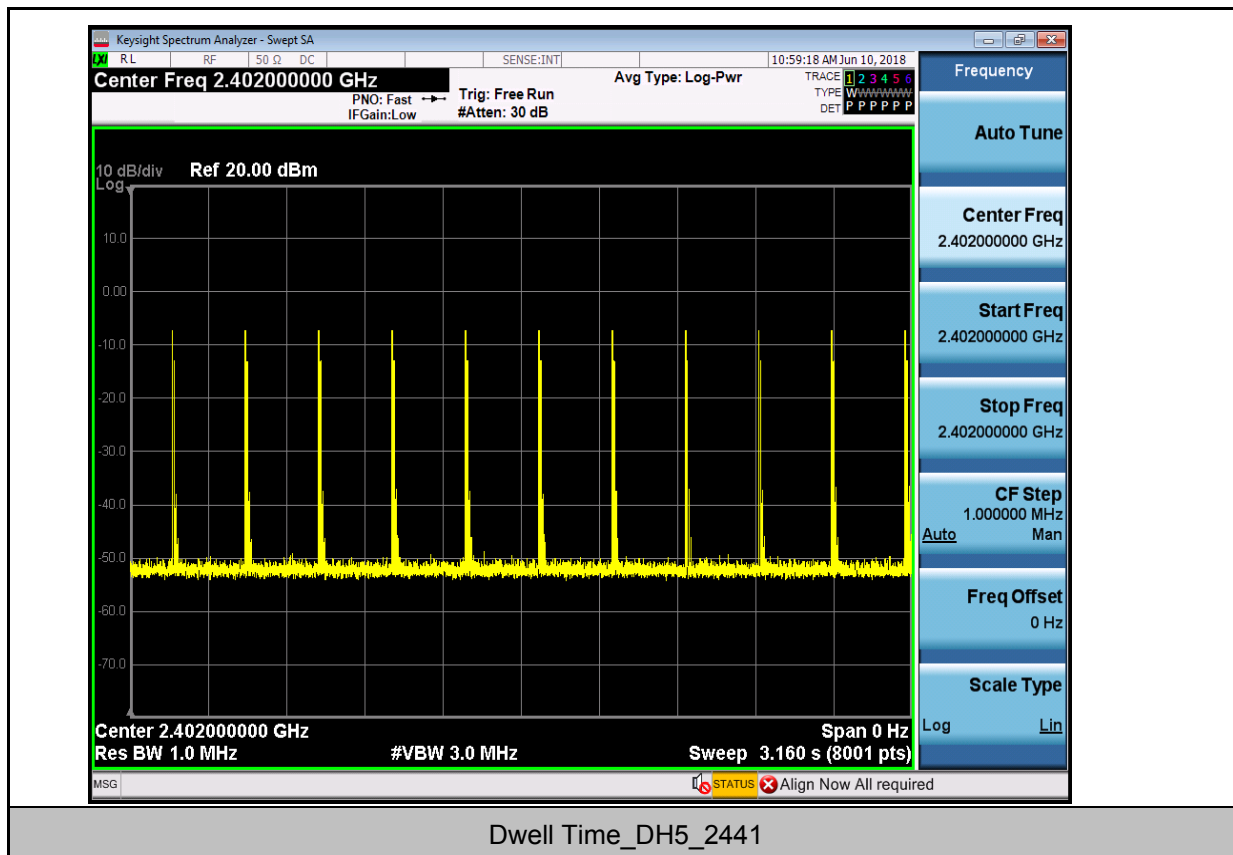 Keysight Spectrum Analyzer - Swept SA
LXI RL RF 50 Ω DC SENSE:INT 10:59:18 AM Jun 10, 2018
Center Freq 2.402000000 GHz
PNO: Fast
IFGain:Low
Trig: Free Run
#Atten: 30 dB
Avg Type: Log-Pwr
TRACE 1 2 3 4 5 6
TYPE WWWWWW
DET P P P P P P
10 dB/div Ref 20.00 dBm
Log
10.0
0.00
-10.0
-20.0
-30.0
-40.0
-50.0
-60.0
-70.0
Center 2.402000000 GHz Span 0 Hz
Res BW 1.0 MHz #VBW 3.0 MHz Sweep 3.160 s (8001 pts)
MSG STATUS Align Now All required
Frequency
Auto Tune
Center Freq
2.402000000 GHz
Start Freq
2.402000000 GHz
Stop Freq
2.402000000 GHz
CF Step
1.000000 MHz
Auto Man
Freq Offset
0 Hz
Scale Type
Log Lin
Dwell Time_DH5_2441